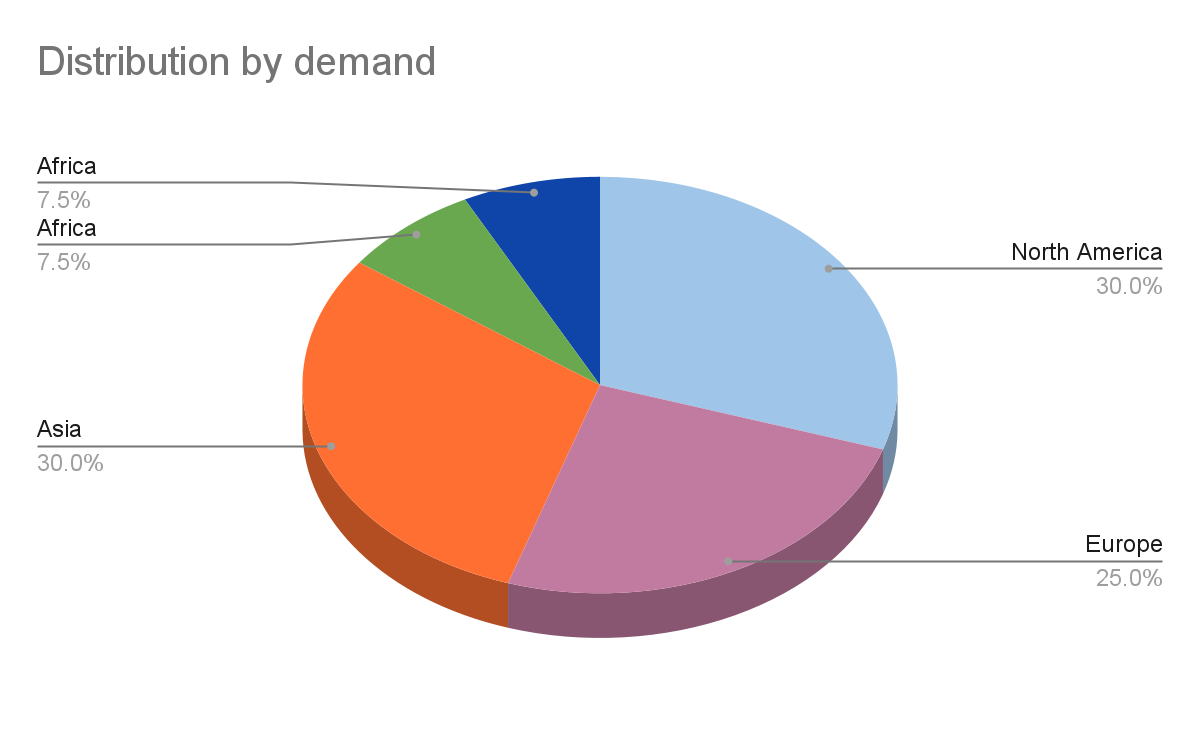 Distribution by demand
Africa
7.5%
Africa
7.5%
North America
30.0%
Asia
30.0%
Europe
25.0%